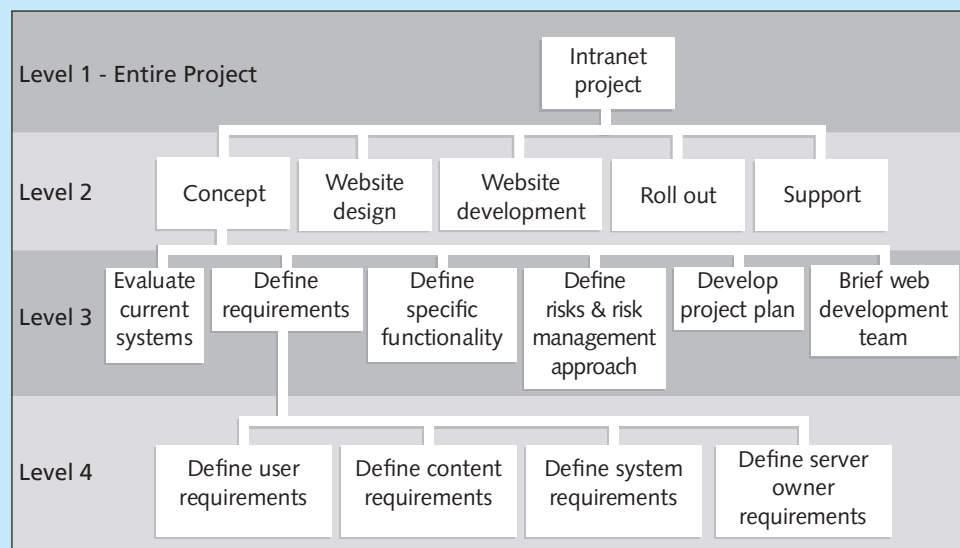 Level 1 - Entire Project
Intranet
project
Level 2
Concept
Website
design
Website
development
Roll out
Support
Level 3
Evaluate
current
systems
Define
requirements
Define
specific
functionality
Define
risks & risk
management
approach
Develop
project plan
Brief web
development
team
Level 4
Define user
requirements
Define content
requirements
Define system
requirements
Define server
owner
requirements